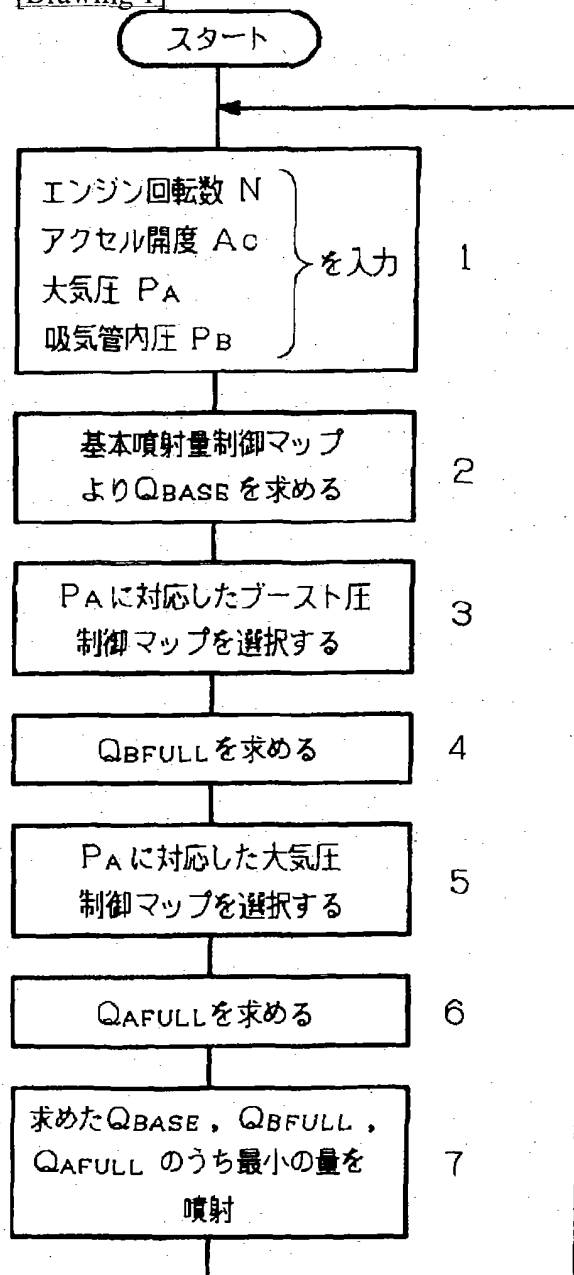 [Drawing 1]
スタート
エンジン回転数 N
アクセル開度 Ac
大気圧 PA
吸気管内圧 PB
を入力
1
基本噴射量制御マップ
よりQBASEを求める
2
PAに対応したブースト圧
制御マップを選択する
3
QBFULLを求める
4
PAに対応した大気圧
制御マップを選択する
5
QAFULLを求める
6
求めたQBASE，QBFULL，
QAFULLのうち最小の量を
噴射
7